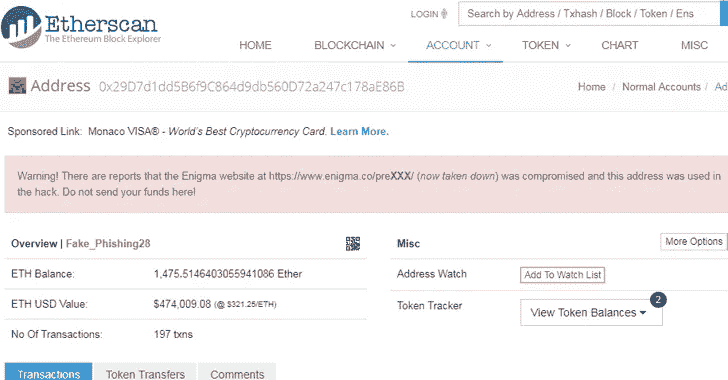 Etherscan
The Ethereum Block Explorer
LOGIN
Search by Address / Txhash / Block / Token / Ens
HOME BLOCKCHAIN ACCOUNT TOKEN CHART MISC
Address 0x29D7d1dd5B6f9C864d9db560D72a247c178aE86B
Home / Normal Accounts / Ad
Sponsored Link: Monaco VISA® - World's Best Cryptocurrency Card. Learn More.
Warning! There are reports that the Enigma website at https://www.enigma.co/preXXX/ (now taken down) was compromised and this address was used in
the hack. Do not send your funds here!
Overview | Fake_Phishing28
ETH Balance: 1,475.5146403055941086 Ether
ETH USD Value: $474,009.08 (@ $321.25/ETH)
No Of Transactions: 197 txns
Misc More Options
Address Watch Add To Watch List
Token Tracker View Token Balances 2
Transactions Token Transfers Comments